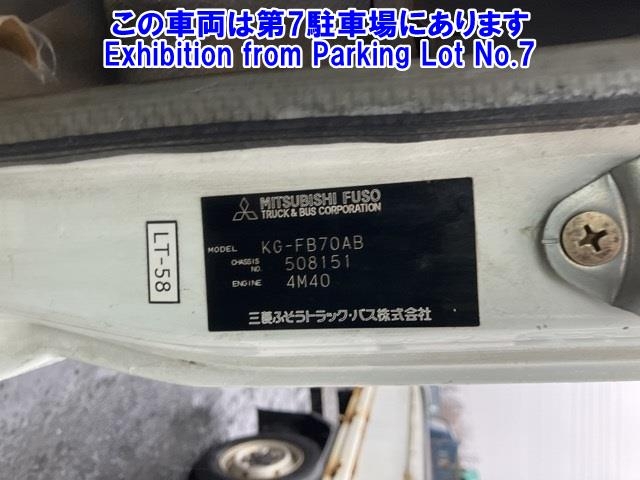 この車両は第7駐車場にあります
Exhibition from Parking Lot No.7
MITSUBISHI FUSO
TRUCK & BUS CORPORATION
MODEL KG-FB70AB
CHASSIS NO. 508151
ENGINE 4M40
三菱ふそうトラック・バス株式会社
LT-58